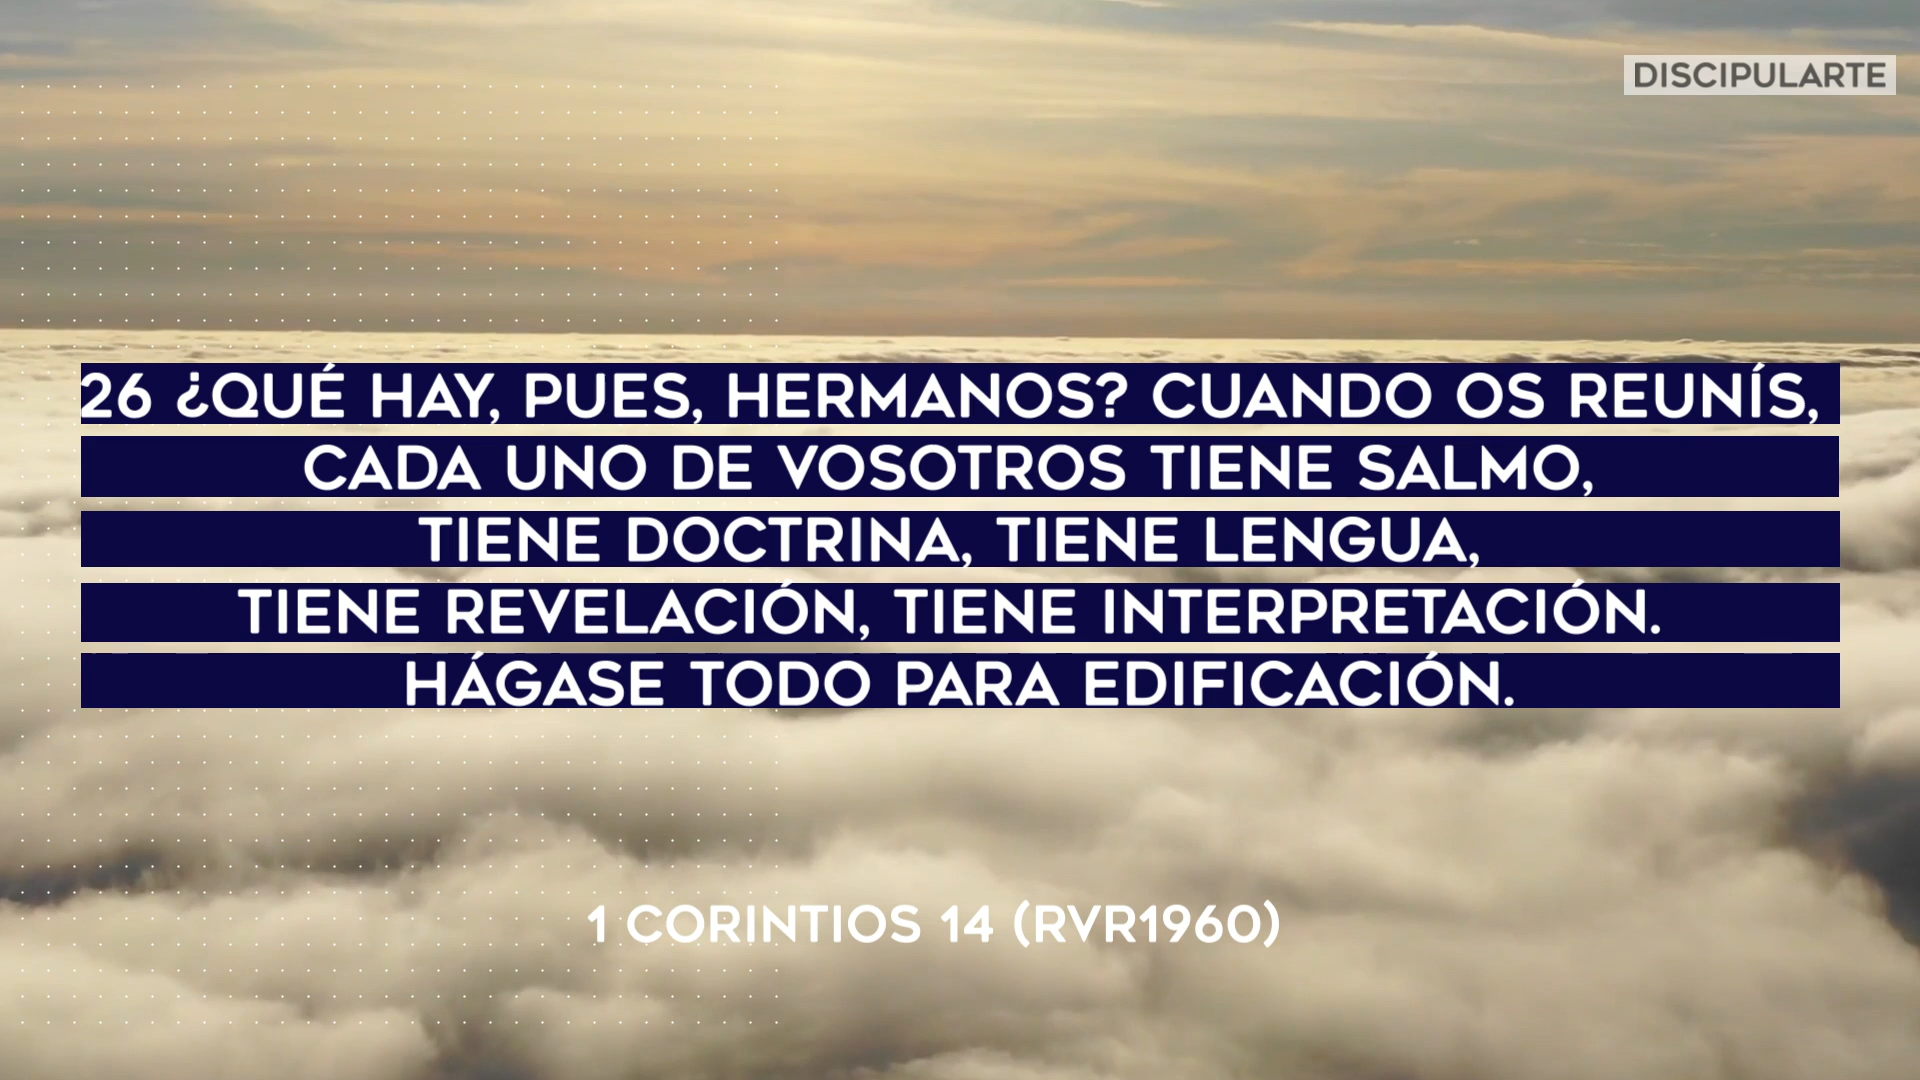 DISCIPULARTE
26 ¿QUÉ HAY, PUES, HERMANOS? CUANDO OS REUNÍS,
CADA UNO DE VOSOTROS TIENE SALMO,
TIENE DOCTRINA, TIENE LENGUA,
TIENE REVELACIÓN, TIENE INTERPRETACIÓN.
HÁGASE TODO PARA EDIFICACIÓN.
1 CORINTIOS 14 (RVR1960)